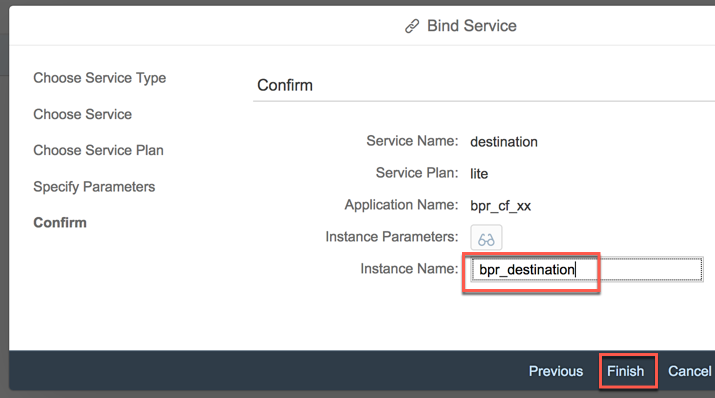 Bind Service
Choose Service Type
Choose Service
Choose Service Plan
Specify Parameters
Confirm
Confirm
Service Name: destination
Service Plan: lite
Application Name: bpr_cf_xx
Instance Parameters:
Instance Name: bpr_destination
Previous Finish Cancel